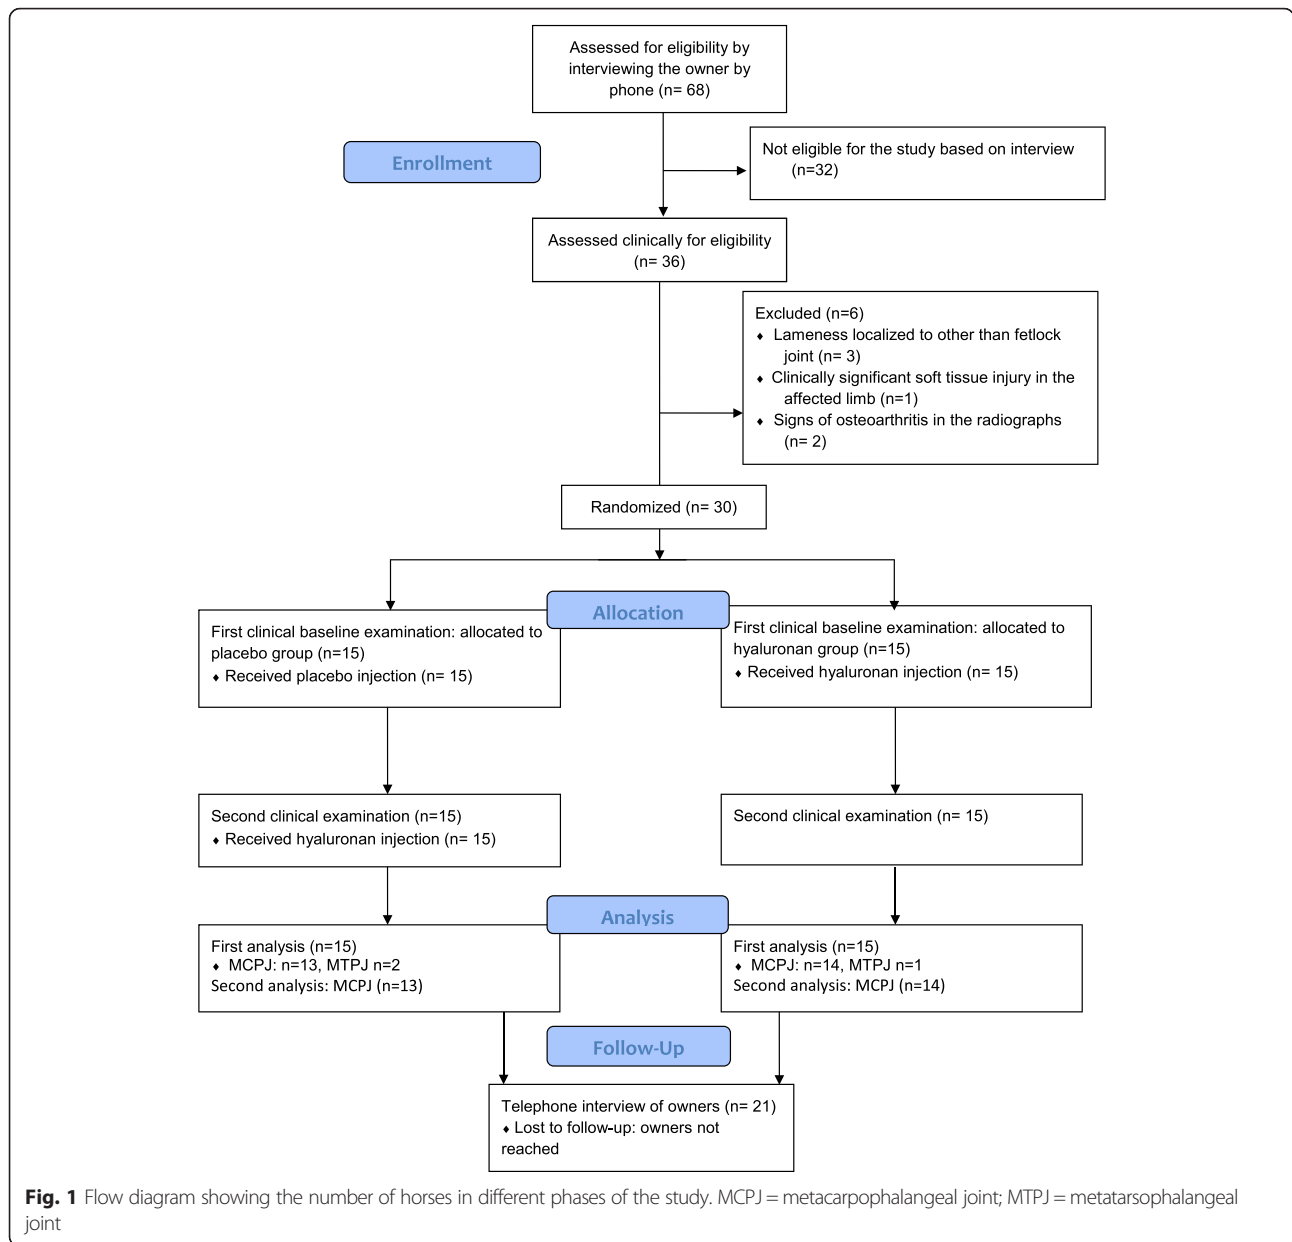 Assessed for eligibility by
interviewing the owner by
phone (n= 68)
Enrollment
Not eligible for the study based on interview
(n=32)
Assessed clinically for eligibility
(n= 36)
Excluded (n=6)
♦ Lameness localized to other than fetlock
joint (n= 3)
♦ Clinically significant soft tissue injury in the
affected limb (n=1)
♦ Signs of osteoarthritis in the radiographs
(n= 2)
Randomized (n= 30)
Allocation
First clinical baseline examination: allocated to
placebo group (n=15)
♦ Received placebo injection (n= 15)
First clinical baseline examination: allocated to
hyaluronan group (n=15)
♦ Received hyaluronan injection (n= 15)
Second clinical examination (n=15)
♦ Received hyaluronan injection (n= 15)
Second clinical examination (n= 15)
Analysis
First analysis (n=15)
♦ MCPJ: n=13, MTPJ n=2
Second analysis: MCPJ (n=13)
First analysis (n=15)
♦ MCPJ: n=14, MTPJ n=1
Second analysis: MCPJ (n=14)
Follow-Up
Telephone interview of owners (n= 21)
♦ Lost to follow-up: owners not
reached
Fig. 1 Flow diagram showing the number of horses in different phases of the study. MCPJ = metacarpophalangeal joint; MTPJ = metatarsophalangeal
joint